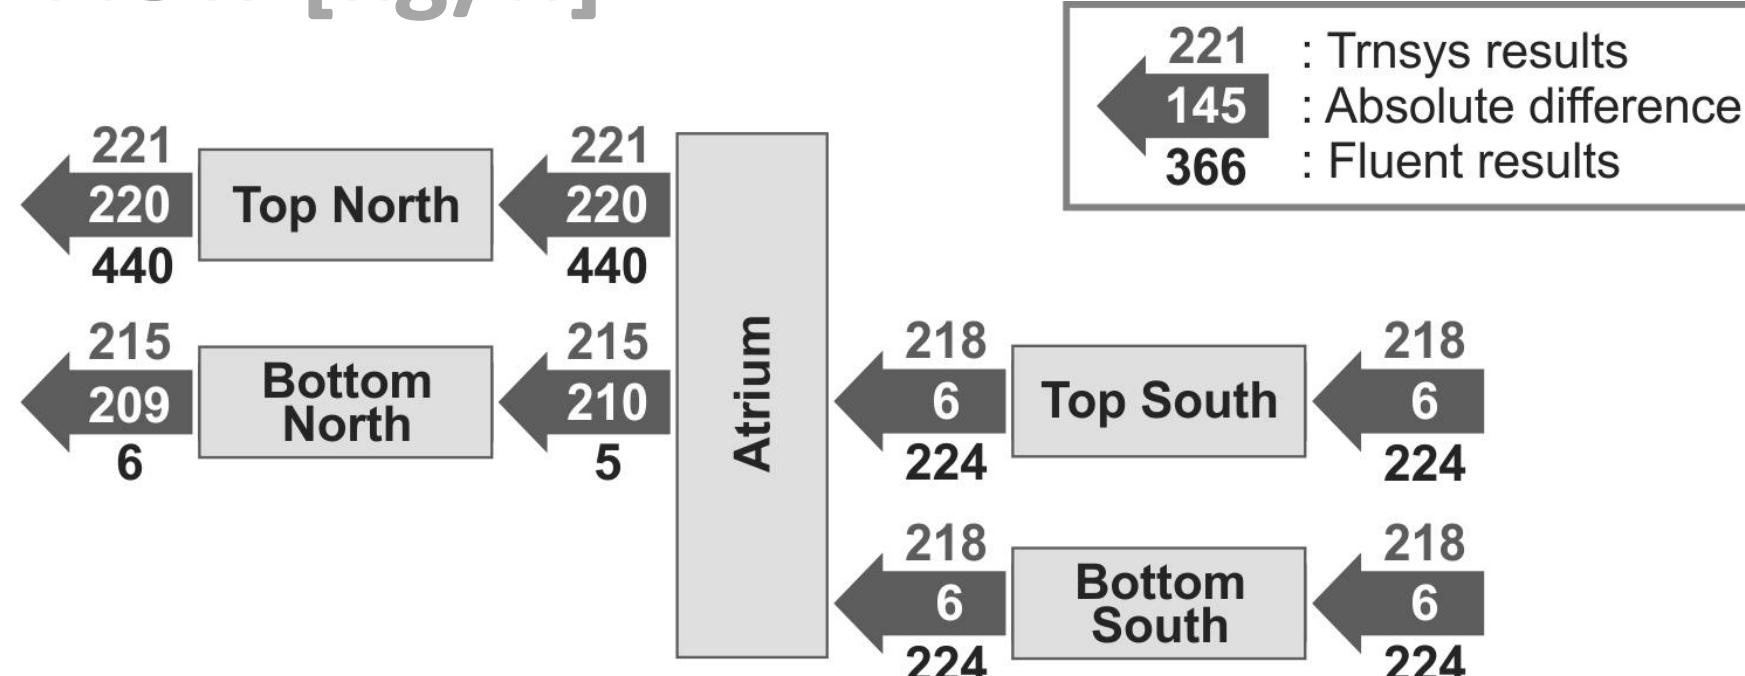 221 : Trnsys results
145 : Absolute difference
366 : Fluent results
221
220
440
Top North
221
220
440
Atrium
215
209
6
Bottom
North
215
210
5
218
6
224
Top South
218
6
224
218
6
224
Bottom
South
218
6
224